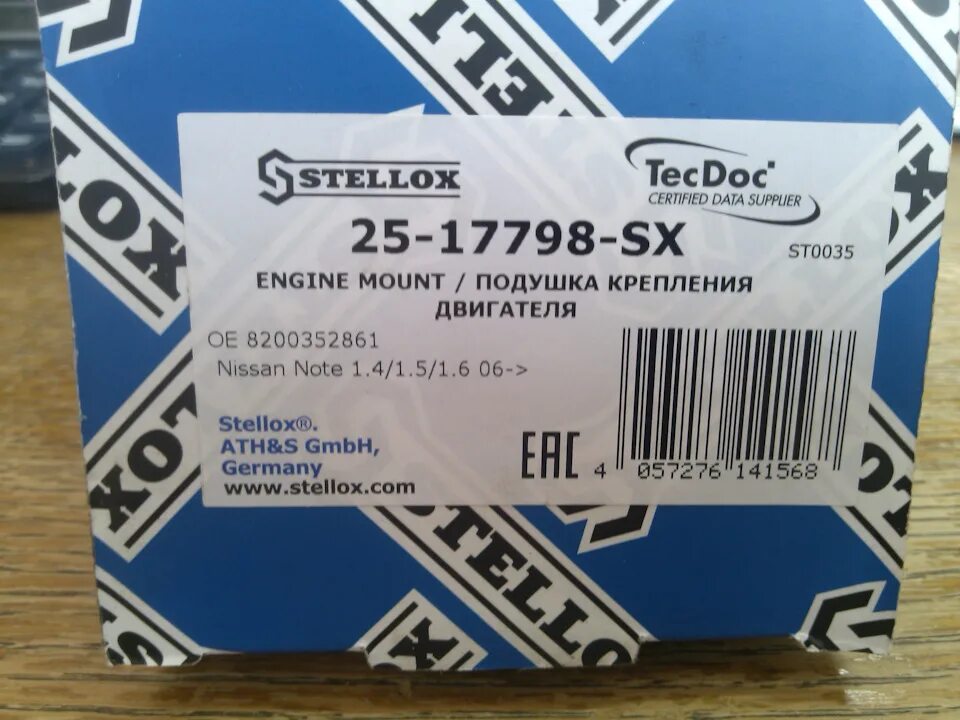 STELLOX
TecDoc
CERTIFIED DATA SUPPLIER
25-17798-SX
ST0035
ENGINE MOUNT / ПОДУШКА КРЕПЛЕНИЯ
ДВИГАТЕЛЯ
OE 8200352861
Nissan Note 1.4/1.5/1.6 06->
Stellox®.
ATH&S GmbH,
Germany
www.stellox.com
EAC
4 057276 141568
STELLO